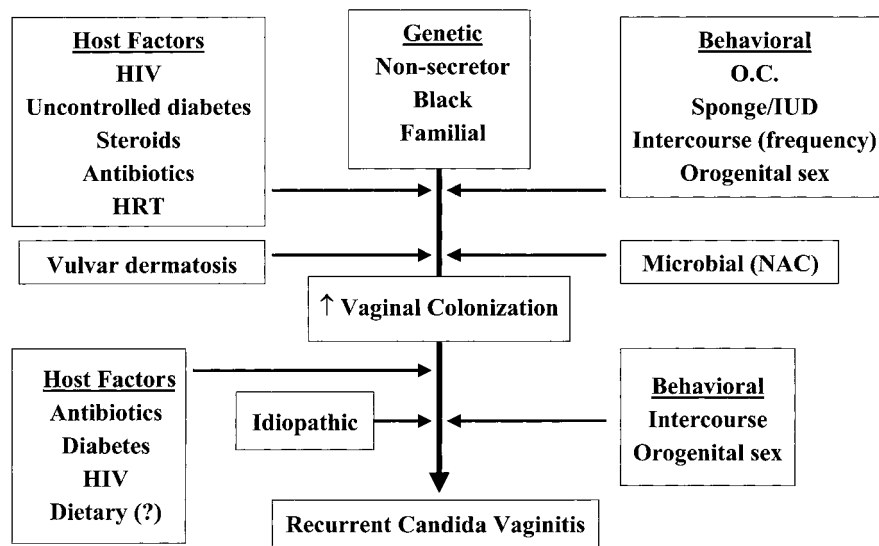 Host Factors
HIV
Uncontrolled diabetes
Steroids
Antibiotics
HRT
Genetic
Non-secretor
Black
Familial
Behavioral
O.C.
Sponge/IUD
Intercourse (frequency)
Orogenital sex
Vulvar dermatosis
Microbial (NAC)
↑ Vaginal Colonization
Host Factors
Antibiotics
Diabetes
HIV
Dietary (?)
Idiopathic
Behavioral
Intercourse
Orogenital sex
Recurrent Candida Vaginitis